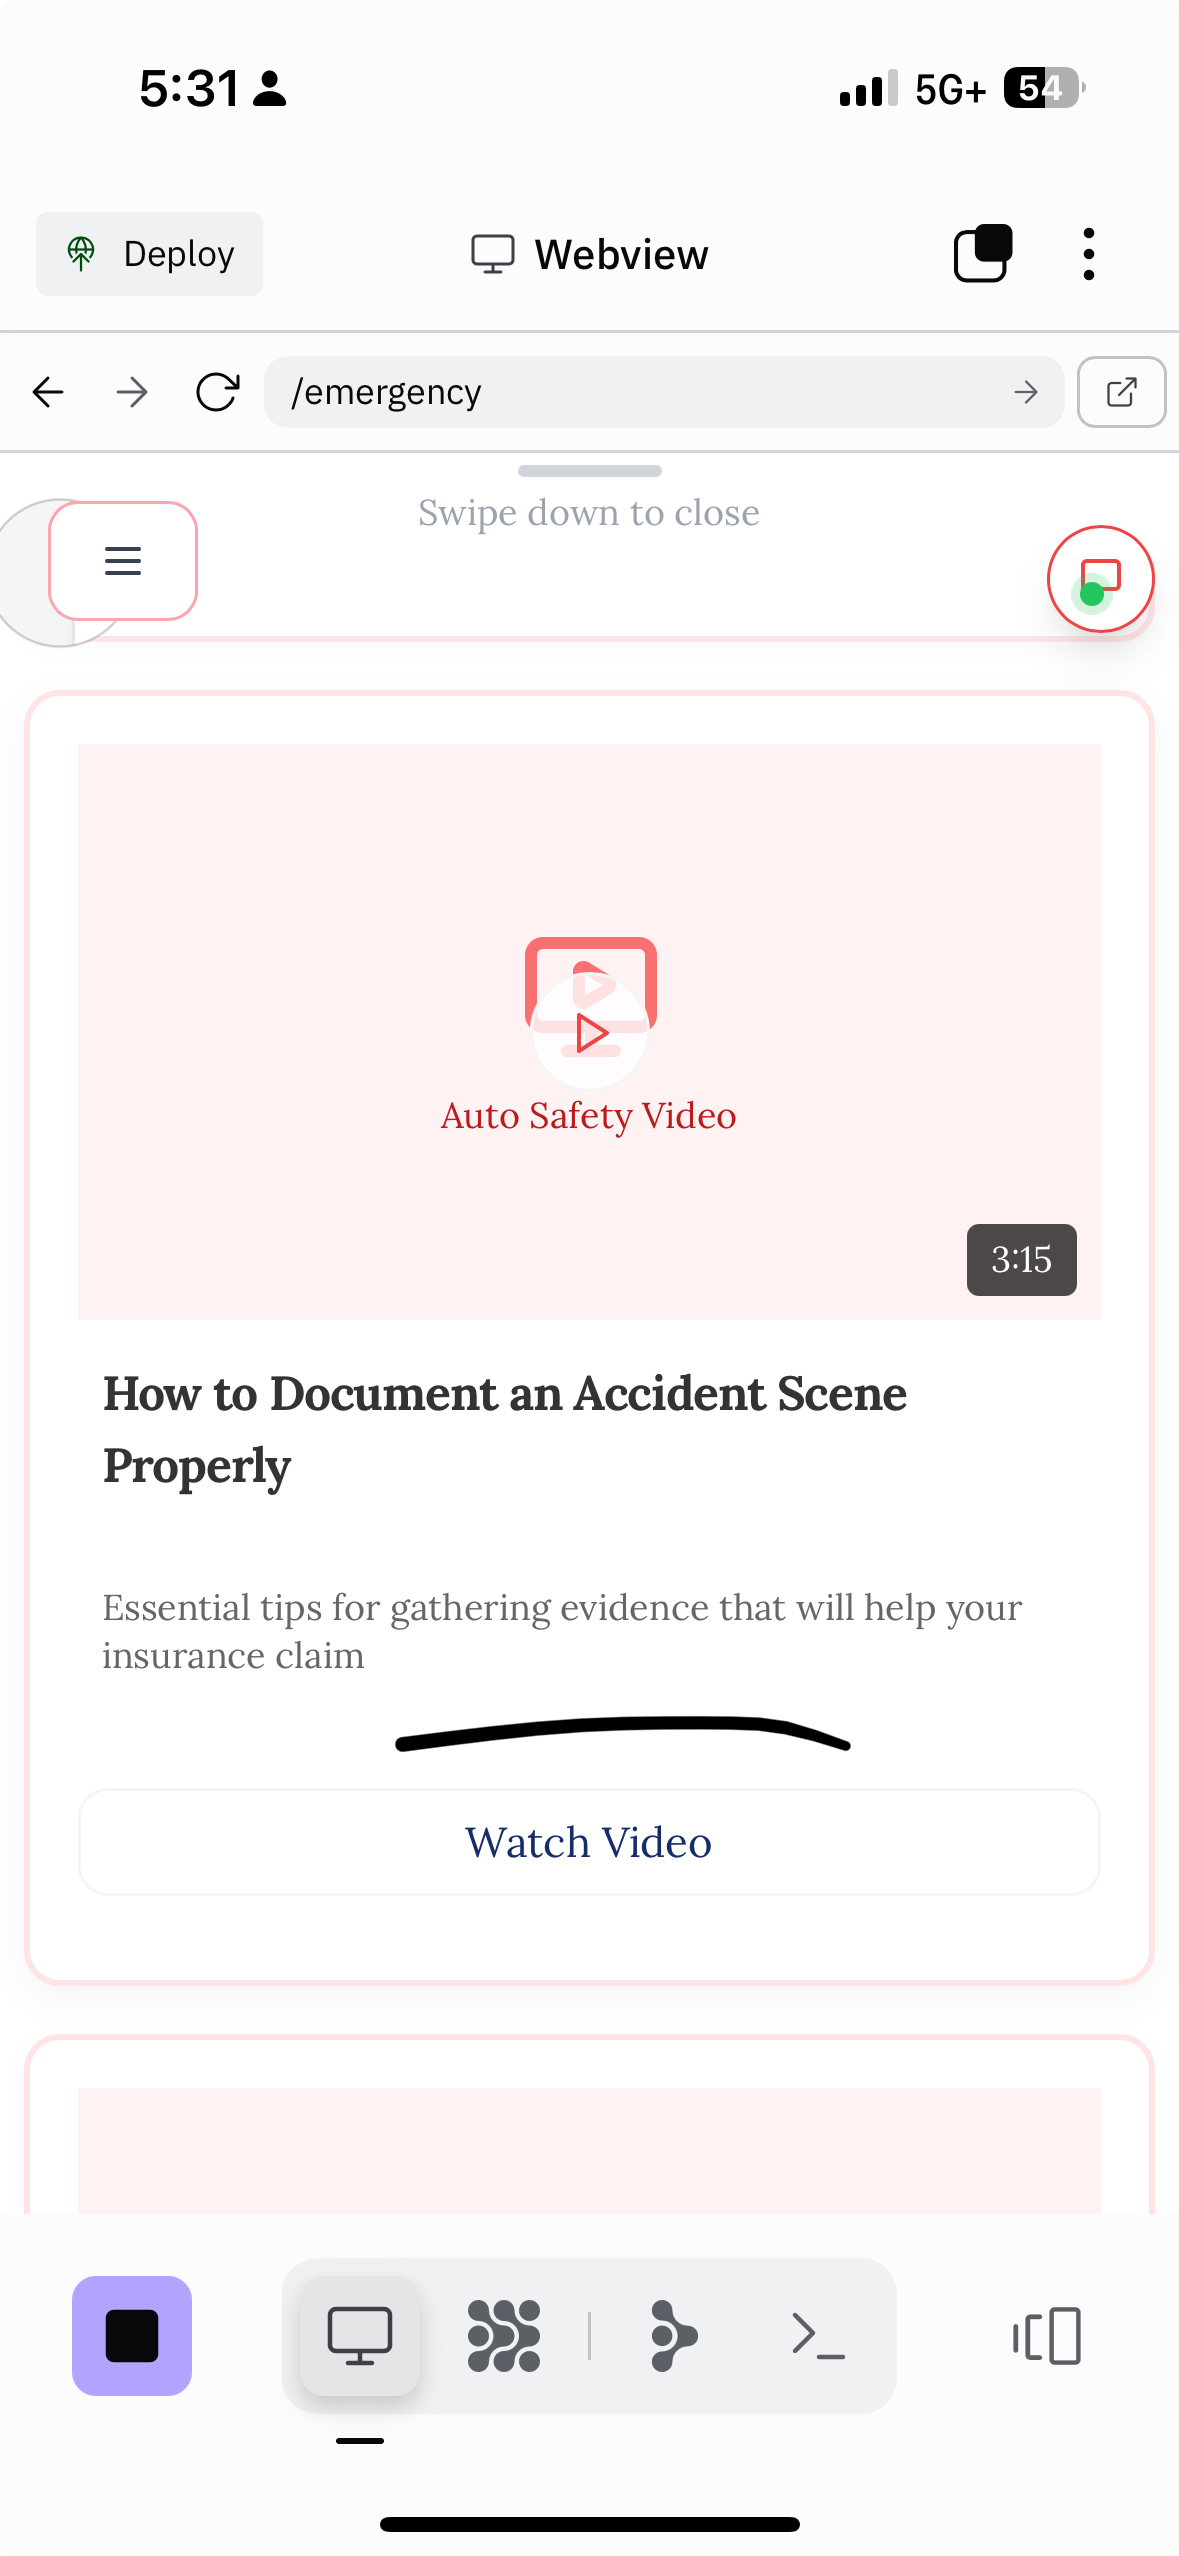 5:31
5G+
54
Deploy
Webview
/emergency
Swipe down to close
Auto Safety Video
3:15
How to Document an Accident Scene
Properly
Essential tips for gathering evidence that will help your
insurance claim
Watch Video